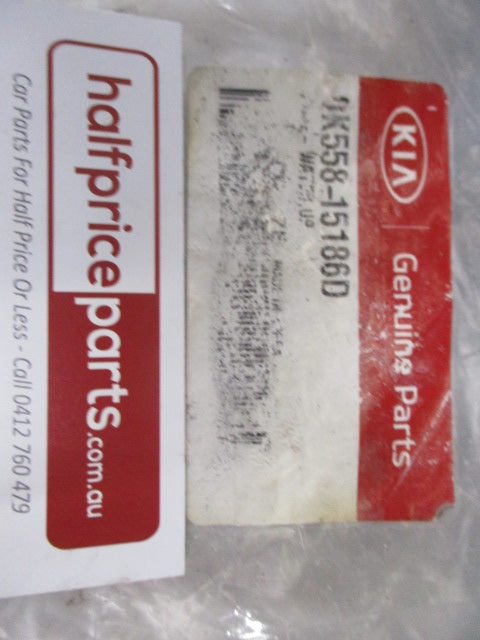 KIA Genuine Parts
0K558-15186D
halfpriceparts.com.au
Car Parts For Half Price Or Less - Call 0412 760 479